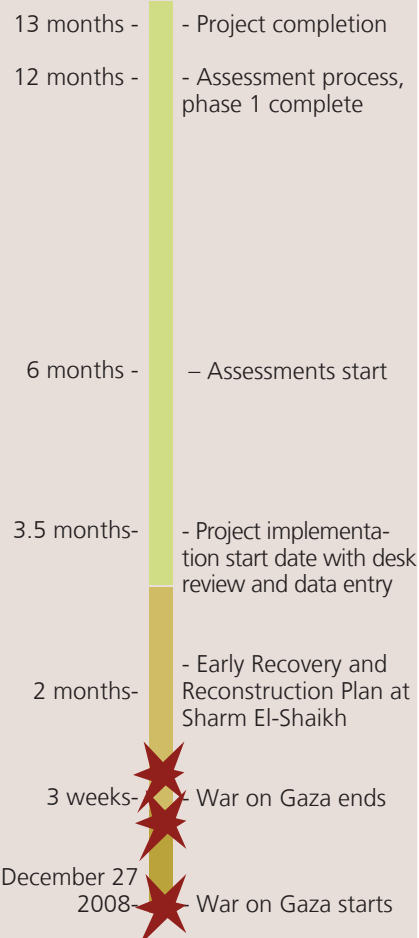 13 months - - Project completion
12 months - - Assessment process,
phase 1 complete
6 months - – Assessments start
3.5 months- - Project implementa-
tion start date with desk
review and data entry
- Early Recovery and
2 months- Reconstruction Plan at
Sharm El-Shaikh
3 weeks- - War on Gaza ends
December 27
2008- - War on Gaza starts